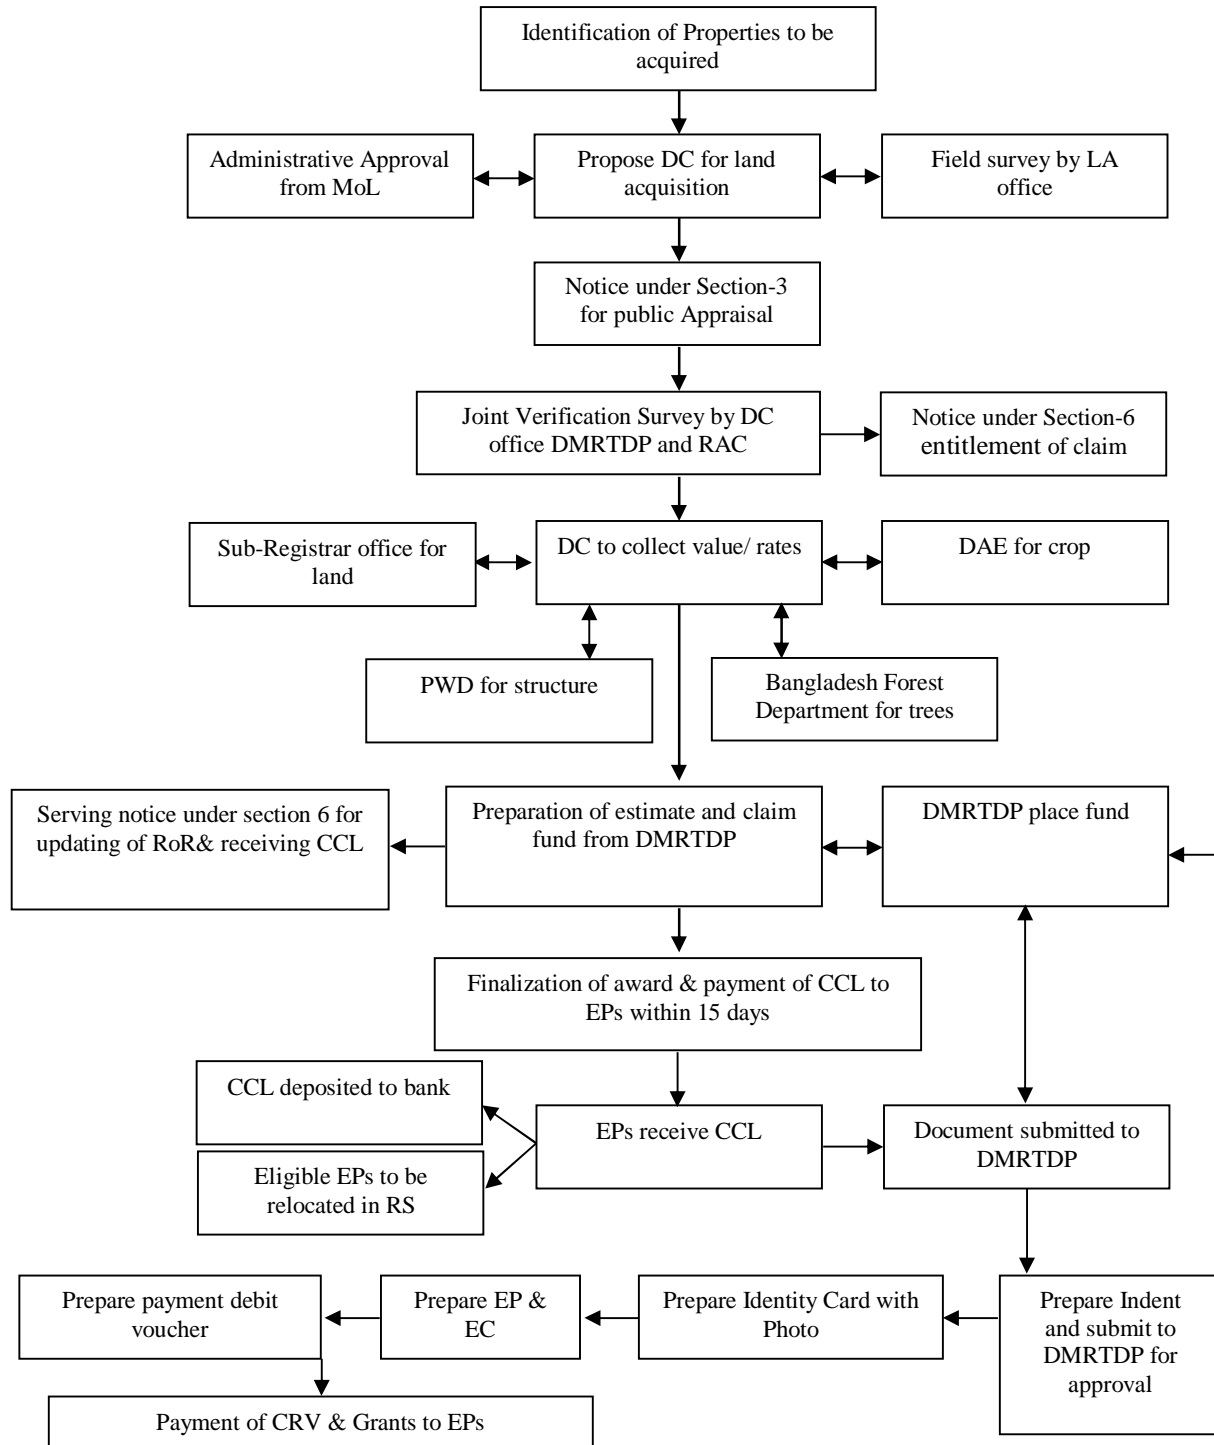 Identification of Properties to be
acquired
Administrative Approval
from MoL
Propose DC for land
acquisition
Field survey by LA
office
Notice under Section-3
for public Appraisal
Joint Verification Survey by DC
office DMRTDP and RAC
Notice under Section-6
entitlement of claim
Sub-Registrar office for
land
DC to collect value/ rates
DAE for crop
PWD for structure
Bangladesh Forest
Department for trees
Serving notice under section 6 for
updating of RoR& receiving CCL
Preparation of estimate and claim
fund from DMRTDP
DMRTDP place fund
Finalization of award & payment of CCL to
EPs within 15 days
CCL deposited to bank
EPs receive CCL
Document submitted to
DMRTDP
Eligible EPs to be
relocated in RS
Prepare payment debit
voucher
Prepare EP &
EC
Prepare Identity Card with
Photo
Prepare Indent
and submit to
DMRTDP for
approval
Payment of CRV & Grants to EPs